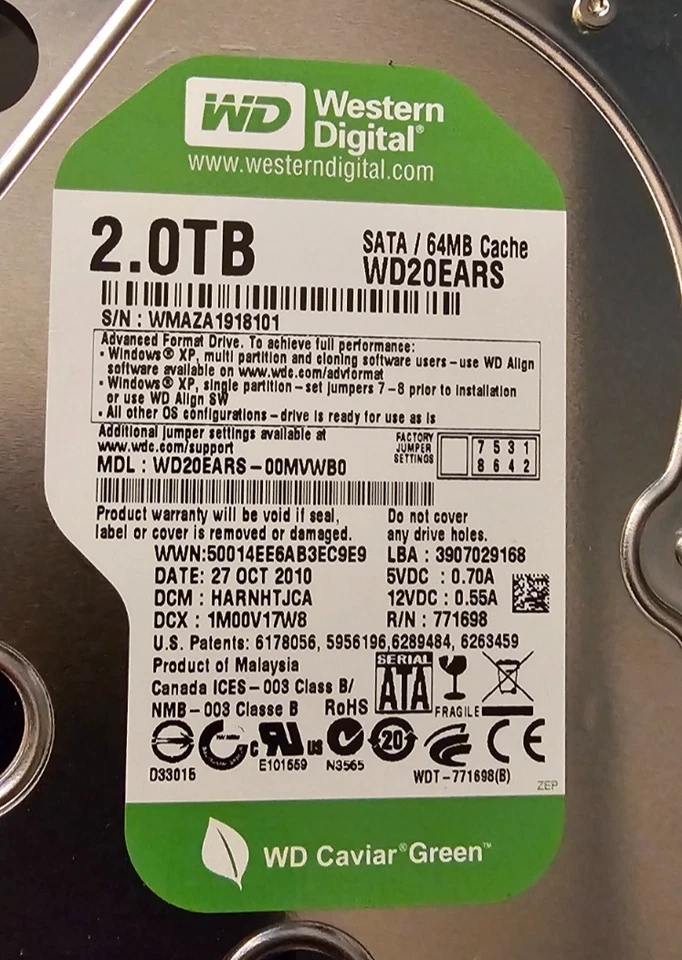 WD Western
Digital®
www.westerndigital.com
2.0TB
SATA / 64MB Cache
WD20EARS
S/N : WMAZA1918101
Advanced Format Drive. To achieve full performance:
• Windows® XP, multi partition and cloning software users – use WD Align
software available on www.wdc.com/advformat
• Windows® XP, single partition – set jumpers 7 – 8 prior to installation
or use WD Align SW
• All other OS configurations – drive is ready for use as is
Additional jumper settings available at
www.wdc.com/support
FACTORY
JUMPER
SETTINGS
7 5 3 1
8 6 4 2
MDL : WD20EARS – 00MVWB0
Product warranty will be void if seal,
label or cover is removed or damaged.
Do not cover
any drive holes.
WWN:50014EE6AB3EC9E9
LBA : 3907029168
DATE: 27 OCT 2010
5VDC : 0.70A
DCM : HARNHTJCA
12VDC : 0.55A
DCX : 1M00V17W8
R/N : 771698
U.S. Patents: 6178056, 5956196,6289484, 6263459
Product of Malaysia
Canada ICES – 003 Class B/
NMB – 003 Classe B
RoHS
SERIAL
ATA
FRAGILE
c RU us
20
CE
D33015
E101559
N3565
WDT – 771698(B)
ZEP
WD Caviar® Green™